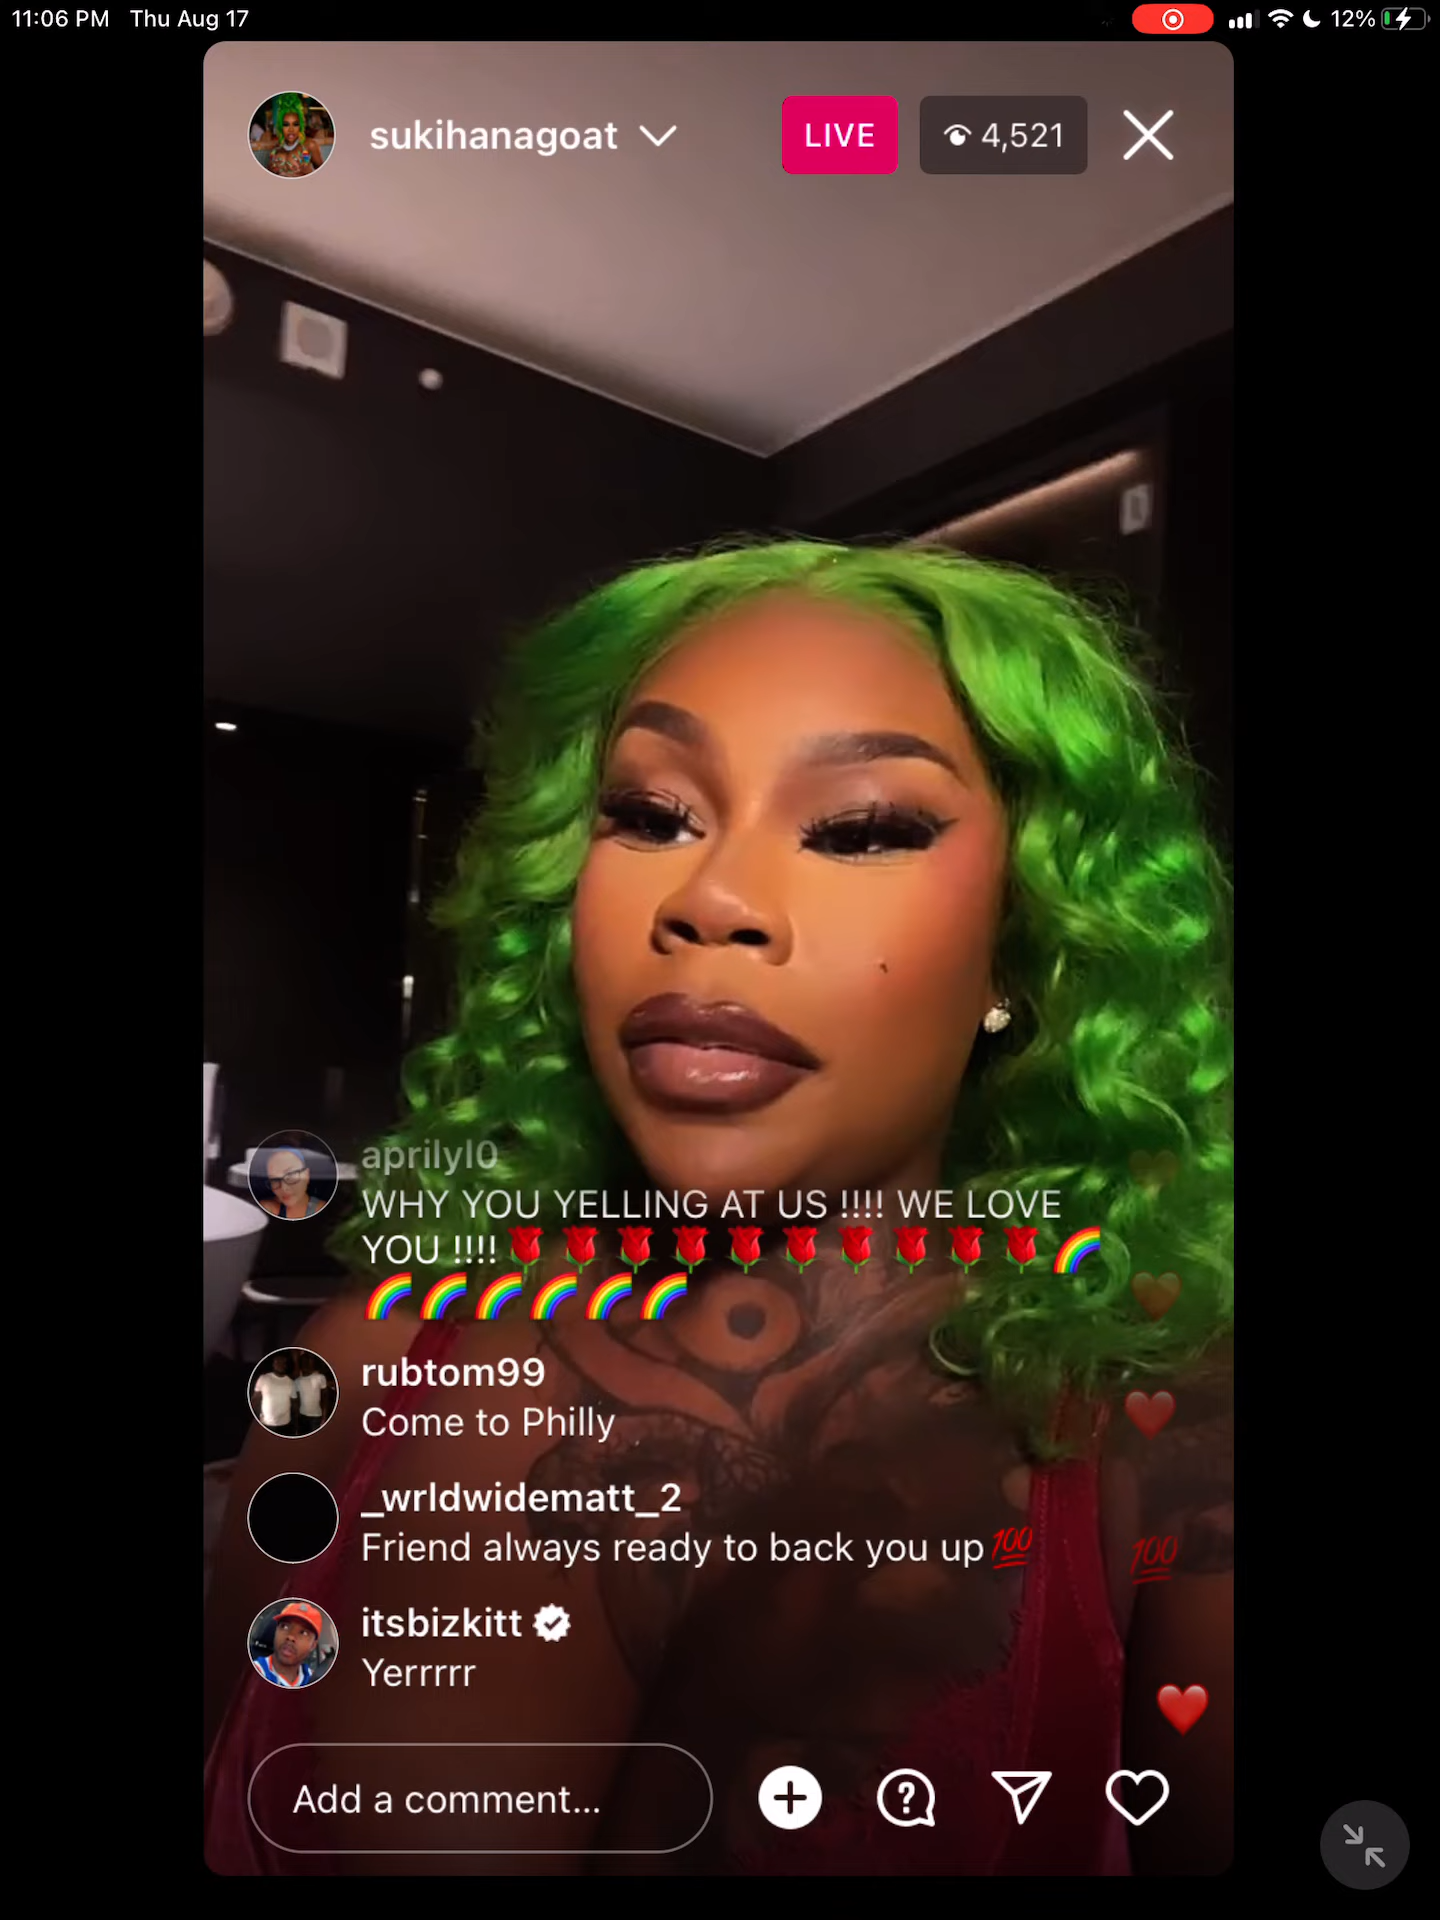 11:06 PM Thu Aug 17
12%
sukihanagoat
LIVE
4,521
aprilyl0
WHY YOU YELLING AT US !!!! WE LOVE
YOU !!!!🌹🌹🌹🌹🌹🌹🌹🌹🌹🌹🌈
🌈🌈🌈🌈🌈🌈
rubtom99
Come to Philly
_wrldwidematt_2
Friend always ready to back you up💯
💯
itsbizkitt
Yerrrrr
Add a comment...